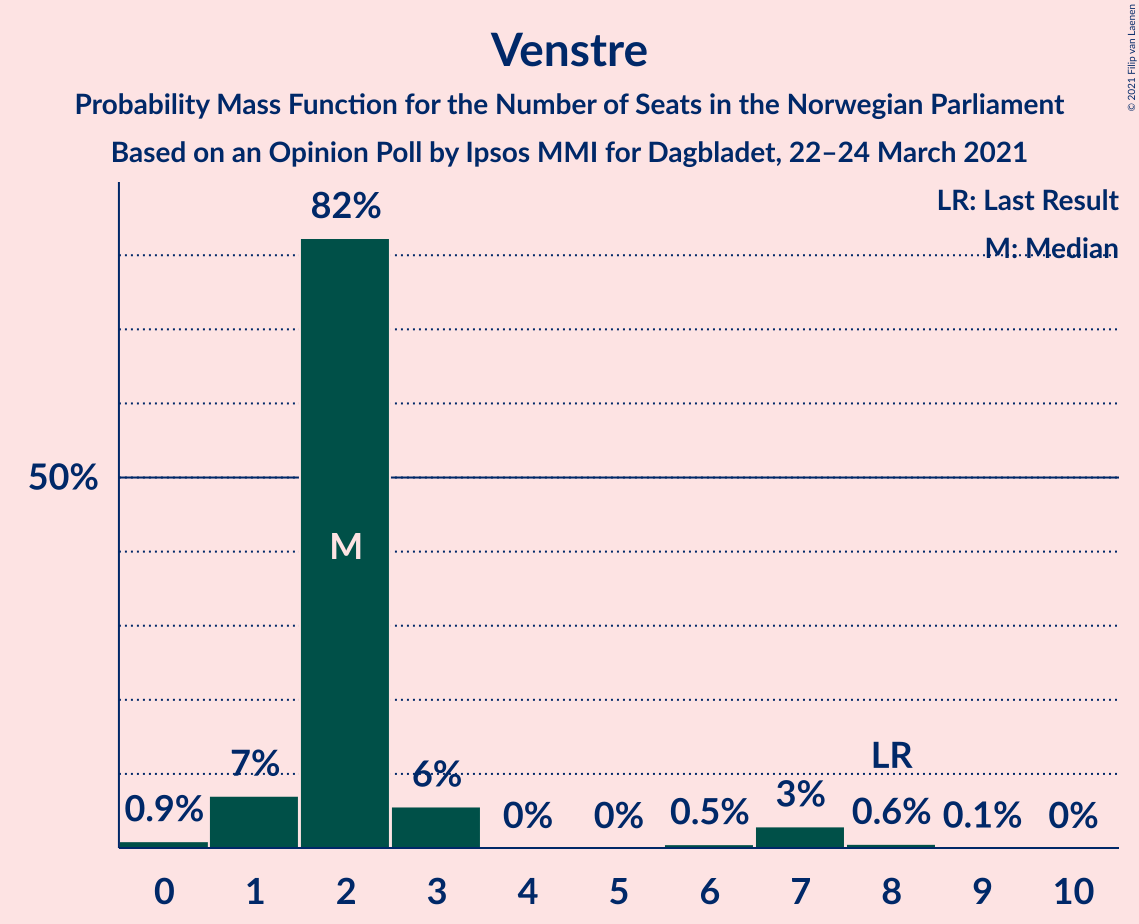 Venstre
Probability Mass Function for the Number of Seats in the Norwegian Parliament
Based on an Opinion Poll by Ipsos MMI for Dagbladet, 22–24 March 2021
© 2021 Filip van Laenen
LR: Last Result
M: Median
50%
0.9%
7%
82%
M
6%
0%
0%
0.5%
3%
LR
0.6%
0.1%
0%
0 1 2 3 4 5 6 7 8 9 10